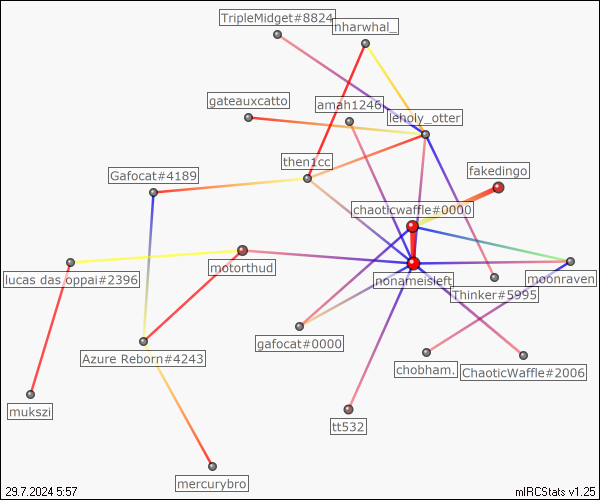 TripleMidget#8824
nharwhal_
gateauxcatto
amah1246
leholy_otter
then1cc
Gafocat#4189
fakedingo
chaoticwaffle#0000
motorthud
lucas das oppai#2396
nonameisleft
moonraven
Thinker#5995
gafocat#0000
Azure Reborn#4243
chobham.
ChaoticWaffle#2006
mukszi
tt532
mercurybro
29.7.2024 5:57
mIRCStats v1.25